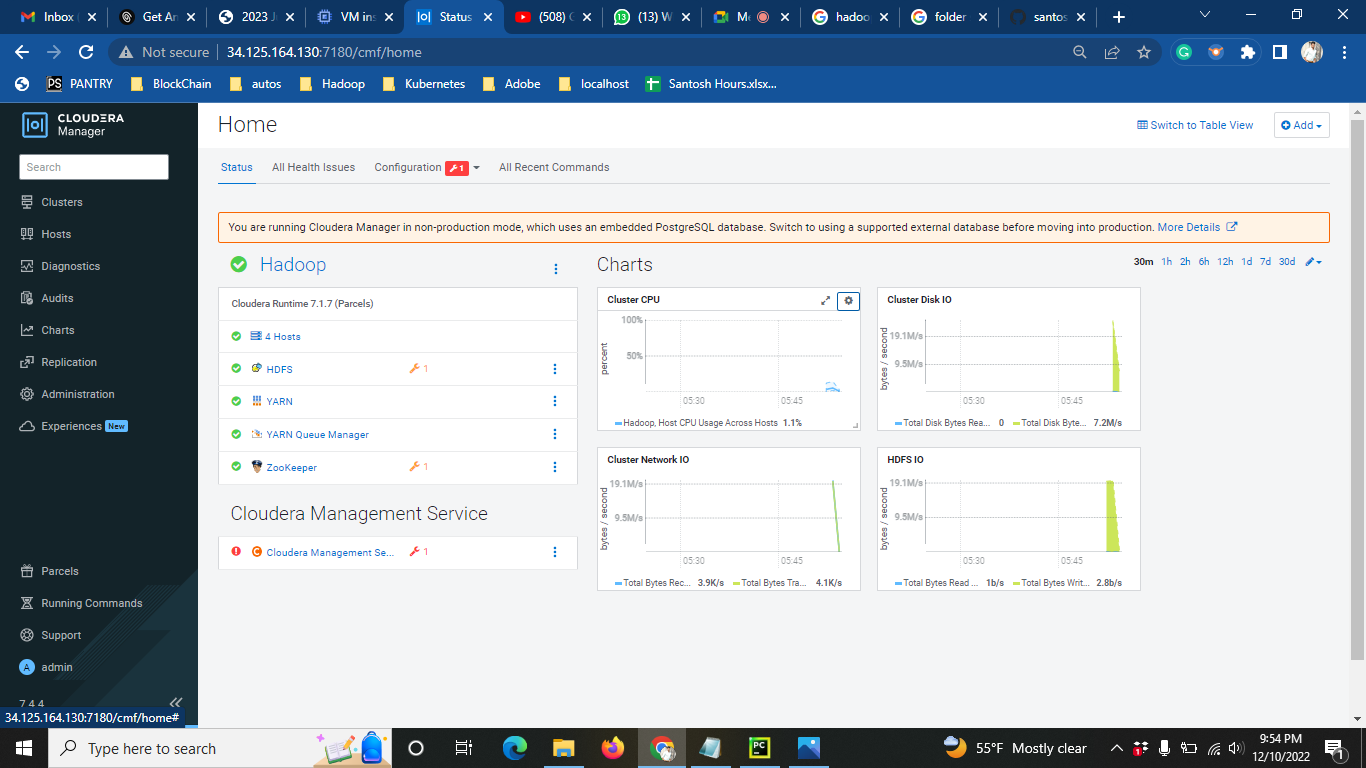 Inbox (
Get An
2023 J
VM ins
Status
(508)
(13) W
Me
hadoo
folder
santos
Not secure
34.125.164.130:7180/cmf/home
PANTRY
BlockChain
autos
Hadoop
Kubernetes
Adobe
localhost
Santosh Hours.xlsx...
CLOUDERA
Manager
Search
Clusters
Hosts
Diagnostics
Audits
Charts
Replication
Administration
Experiences New
Parcels
Running Commands
Support
A admin
7.4.4
34.125.164.130:7180/cmf/home#
Home
Switch to Table View
Add
Status
All Health Issues
Configuration 1
All Recent Commands
You are running Cloudera Manager in non-production mode, which uses an embedded PostgreSQL database. Switch to using a supported external database before moving into production. More Details
Hadoop
Cloudera Runtime 7.1.7 (Parcels)
4 Hosts
HDFS 1
YARN
YARN Queue Manager
ZooKeeper 1
Cloudera Management Service
Cloudera Management Se... 1
Charts
30m 1h 2h 6h 12h 1d 7d 30d
Cluster CPU
percent
100%
50%
05:30 05:45
Hadoop, Host CPU Usage Across Hosts 1.1%
Cluster Disk IO
bytes / second
19.1M/s
9.5M/s
05:30 05:45
Total Disk Bytes Rea... 0 Total Disk Byte... 7.2M/s
Cluster Network IO
bytes / second
19.1M/s
9.5M/s
05:30 05:45
Total Bytes Rec... 3.9K/s Total Bytes Tra... 4.1K/s
HDFS IO
bytes / second
19.1M/s
9.5M/s
05:30 05:45
Total Bytes Read ... 1b/s Total Bytes Writ... 2.8b/s
Type here to search
55°F Mostly clear
9:54 PM
12/10/2022
1